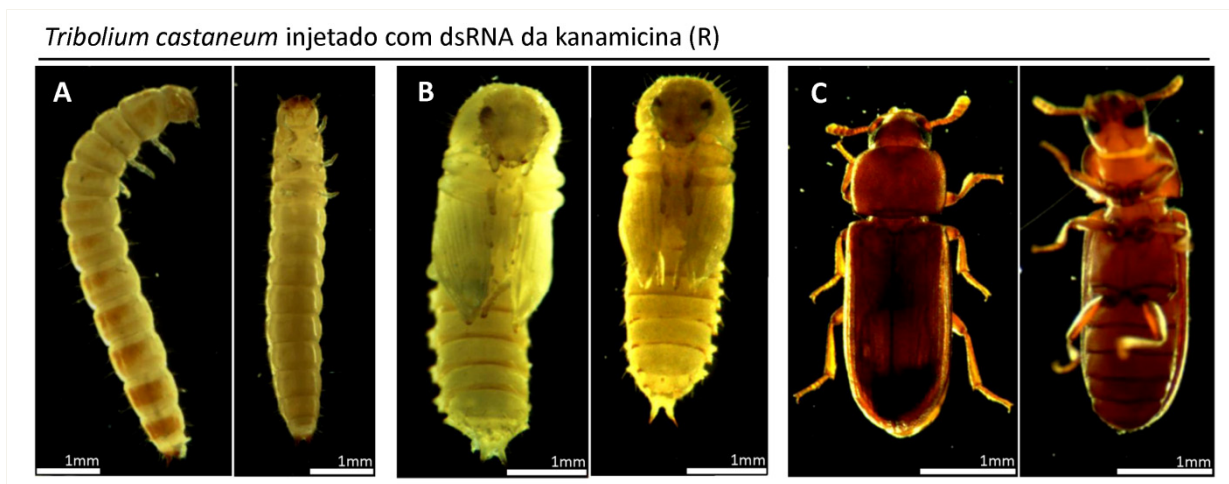 Tribolium castaneum injetado com dsRNA da kanamicina (R)
A B C
1mm 1mm 1mm 1mm 1mm 1mm